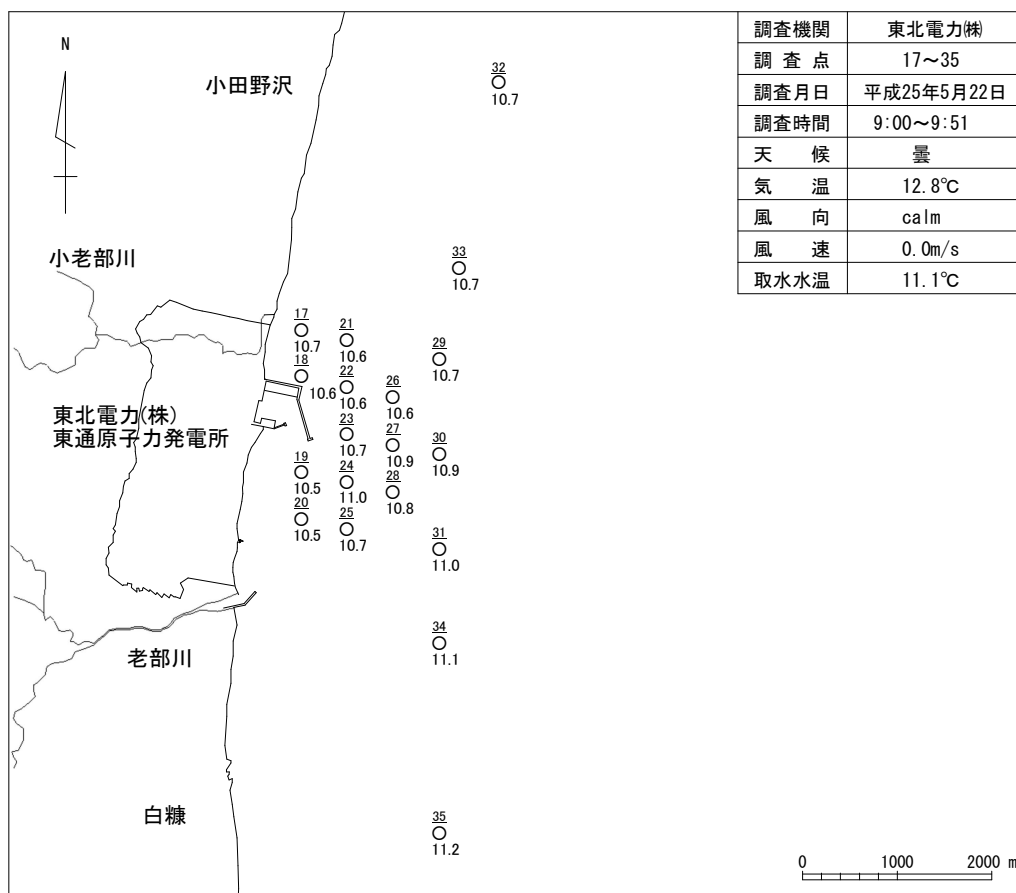 調査機関 東北電力㈱
調査点 17～35
調査月日 平成25年5月22日
調査時間 9:00～9:51
天候 曇
気温 12.8℃
風向 calm
風速 0.0m/s
取水水温 11.1℃
N
小田野沢
32
10.7
小老部川
33
10.7
17
10.7
21
10.6
29
10.7
18
10.6
22
10.6
26
10.6
東北電力(株)
東通原子力発電所
23
10.7
27
10.9
30
10.9
19
10.5
24
11.0
28
10.8
20
10.5
25
10.7
31
11.0
34
11.1
老部川
白糠
35
11.2
0 1000 2000 m